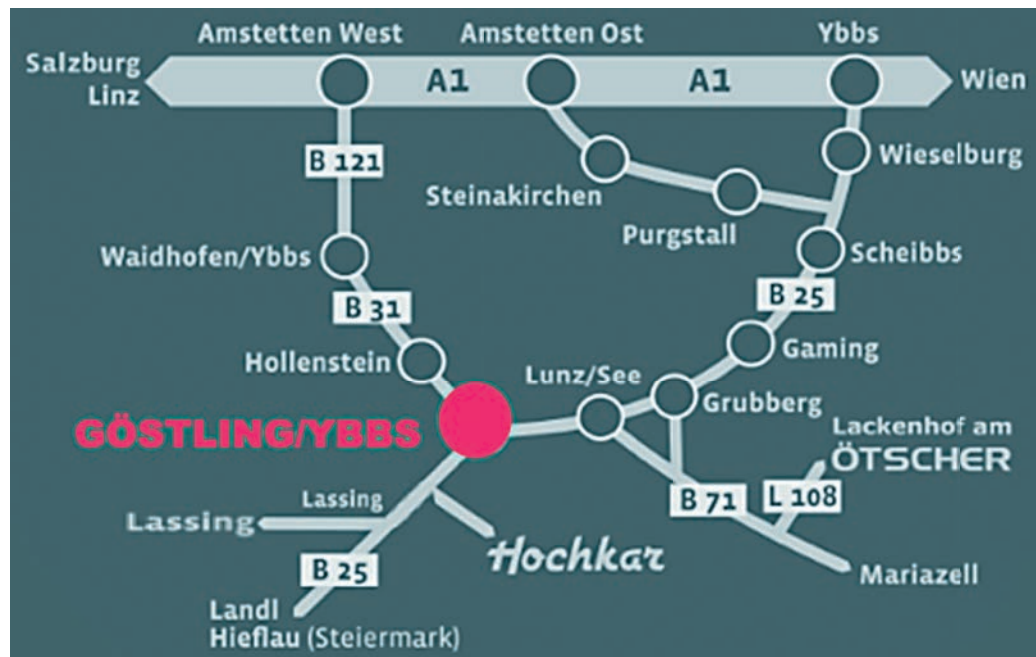 Amstetten West
Amstetten Ost
Ybbs
Salzburg
Linz
A1
A1
Wien
B 121
Wieselburg
Steinakirchen
Purgstall
Waidhofen/Ybbs
Scheibbs
B 31
B 25
Hollenstein
Gaming
Lunz/See
Grubberg
GÖSTLING/YBBS
Lackenhof am
ÖTSCHER
Lassing
Lassing
B 71
L 108
Hochkar
B 25
Mariazell
Landl
Hieflau (Steiermark)